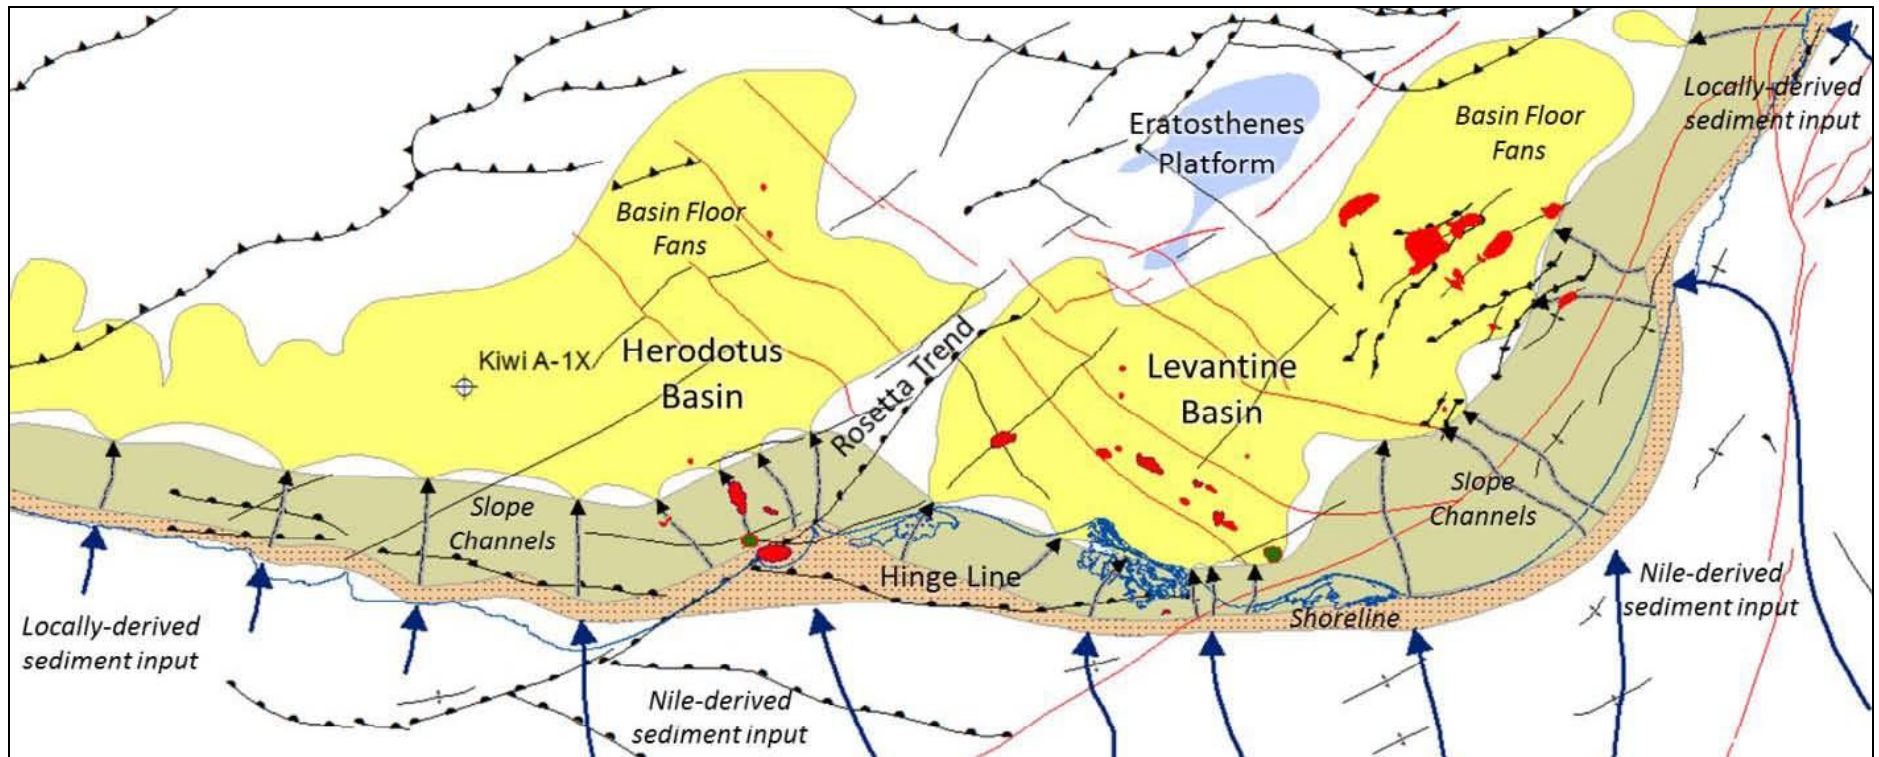 Locally-derived
sediment input
Basin Floor
Fans
Eratosthenes
Platform
Basin Floor
Fans
Kiwi A-1X
Herodotus
Basin
Rosetta Trend
Levantine
Basin
Slope
Channels
Slope
Channels
Hinge Line
Shoreline
Nile-derived
sediment input
Locally-derived
sediment input
Nile-derived
sediment input